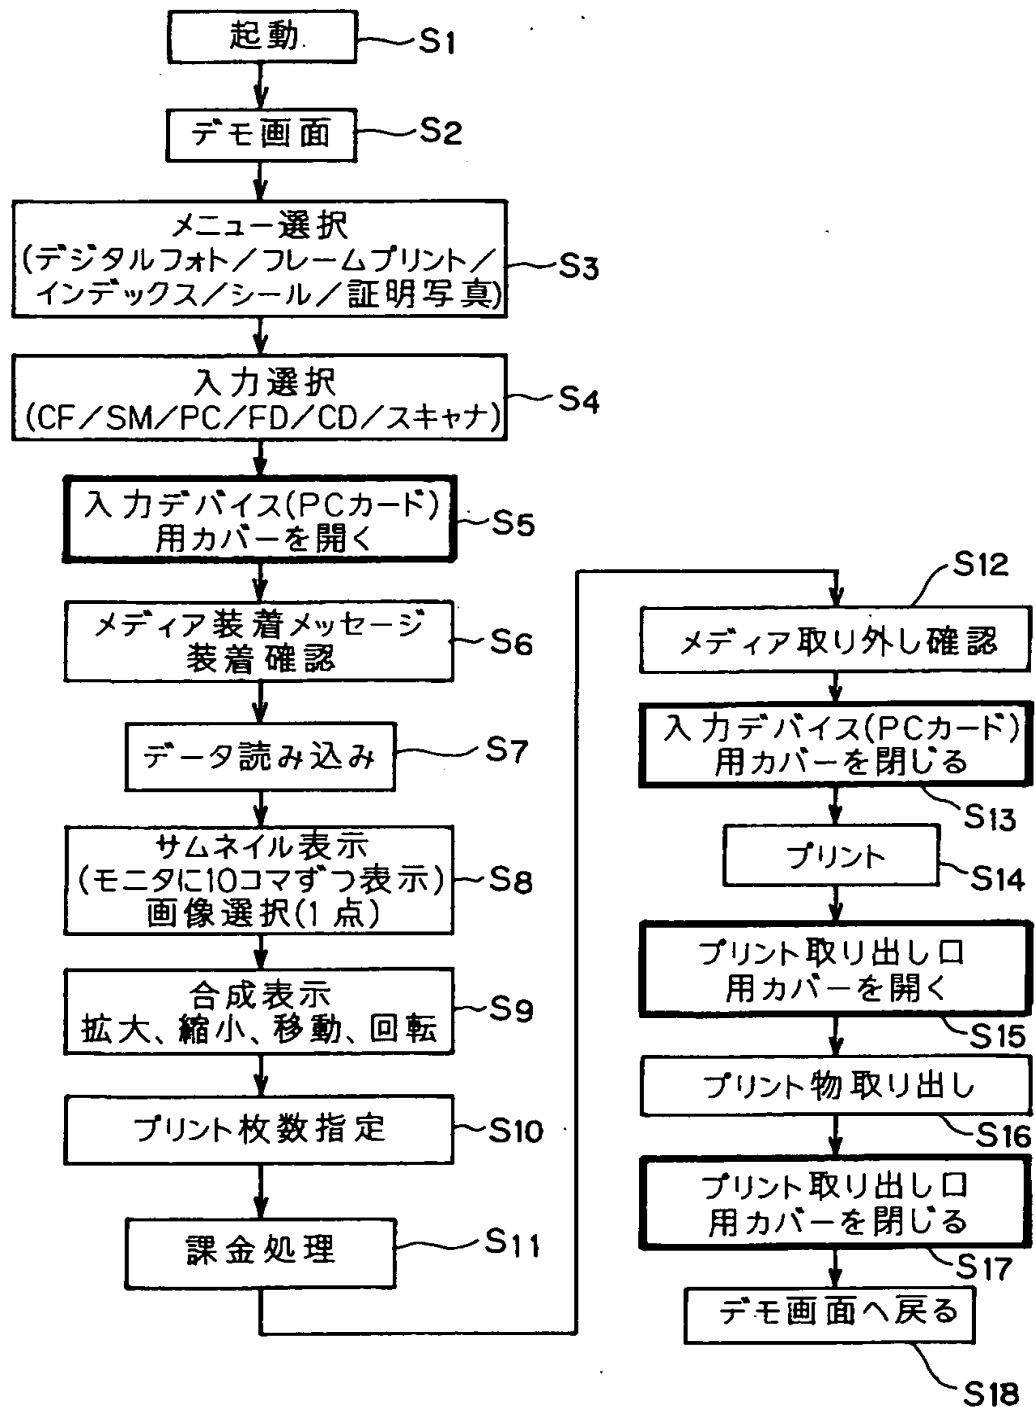 起動
S1
デモ画面
S2
メニュー選択
(デジタルフォト/フレームプリント/
インデックス/シール/証明写真)
S3
入力選択
(CF/SM/PC/FD/CD/スキャナ)
S4
入力デバイス(PCカード)
用カバーを開く
S5
メディア装着メッセージ
装着確認
S6
データ読み込み
S7
サムネイル表示
(モニタに10コマずつ表示)
画像選択(1点)
S8
合成表示
拡大、縮小、移動、回転
S9
プリント枚数指定
S10
課金処理
S11
S12
メディア取り外し確認
入力デバイス(PCカード)
用カバーを閉じる
S13
プリント
S14
プリント取り出し口
用カバーを開く
S15
プリント物取り出し
S16
プリント取り出し口
用カバーを閉じる
S17
デモ画面へ戻る
S18